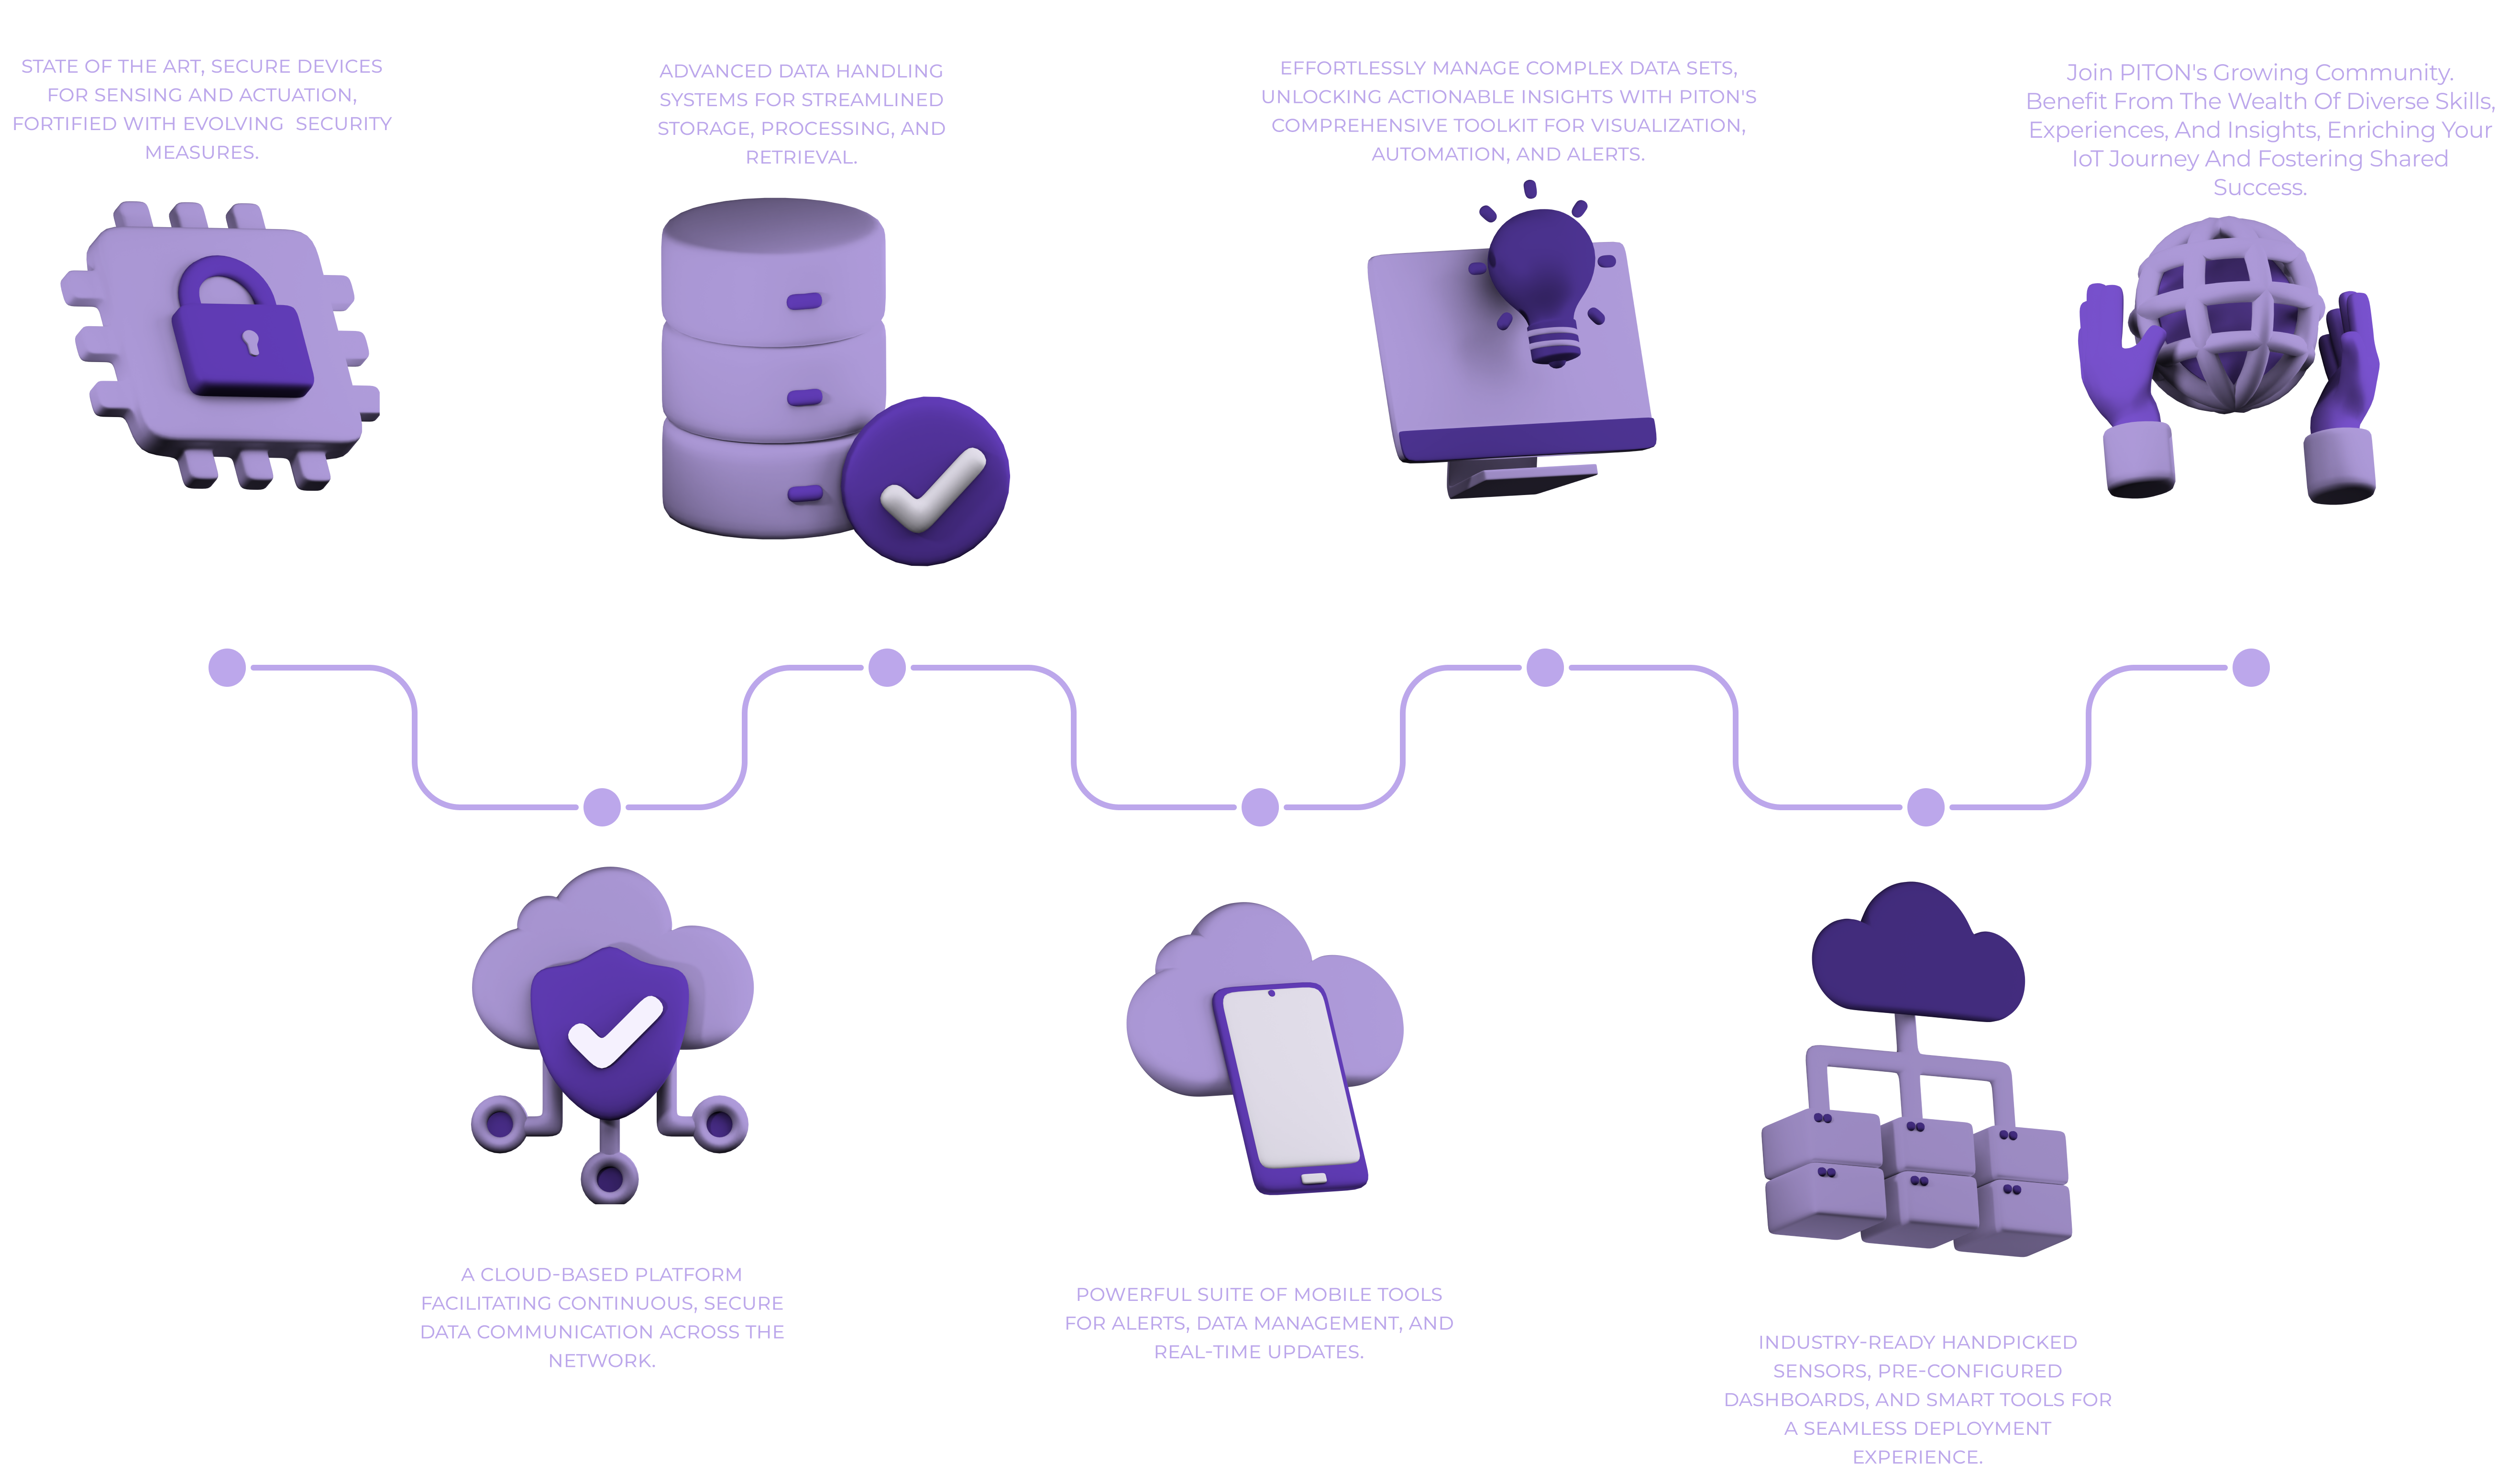 STATE OF THE ART, SECURE DEVICES
FOR SENSING AND ACTUATION,
FORTIFIED WITH EVOLVING  SECURITY
MEASURES.
ADVANCED DATA HANDLING
SYSTEMS FOR STREAMLINED
STORAGE, PROCESSING, AND
RETRIEVAL.
EFFORTLESSLY MANAGE COMPLEX DATA SETS,
UNLOCKING ACTIONABLE INSIGHTS WITH PITON'S
COMPREHENSIVE TOOLKIT FOR VISUALIZATION,
AUTOMATION, AND ALERTS.
Join PITON's Growing Community.
Benefit From The Wealth Of Diverse Skills,
Experiences, And Insights, Enriching Your
IoT Journey And Fostering Shared
Success.
A CLOUD-BASED PLATFORM
FACILITATING CONTINUOUS, SECURE
DATA COMMUNICATION ACROSS THE
NETWORK.
POWERFUL SUITE OF MOBILE TOOLS
FOR ALERTS, DATA MANAGEMENT, AND
REAL-TIME UPDATES.
INDUSTRY-READY HANDPICKED
SENSORS, PRE-CONFIGURED
DASHBOARDS, AND SMART TOOLS FOR
A SEAMLESS DEPLOYMENT
EXPERIENCE.